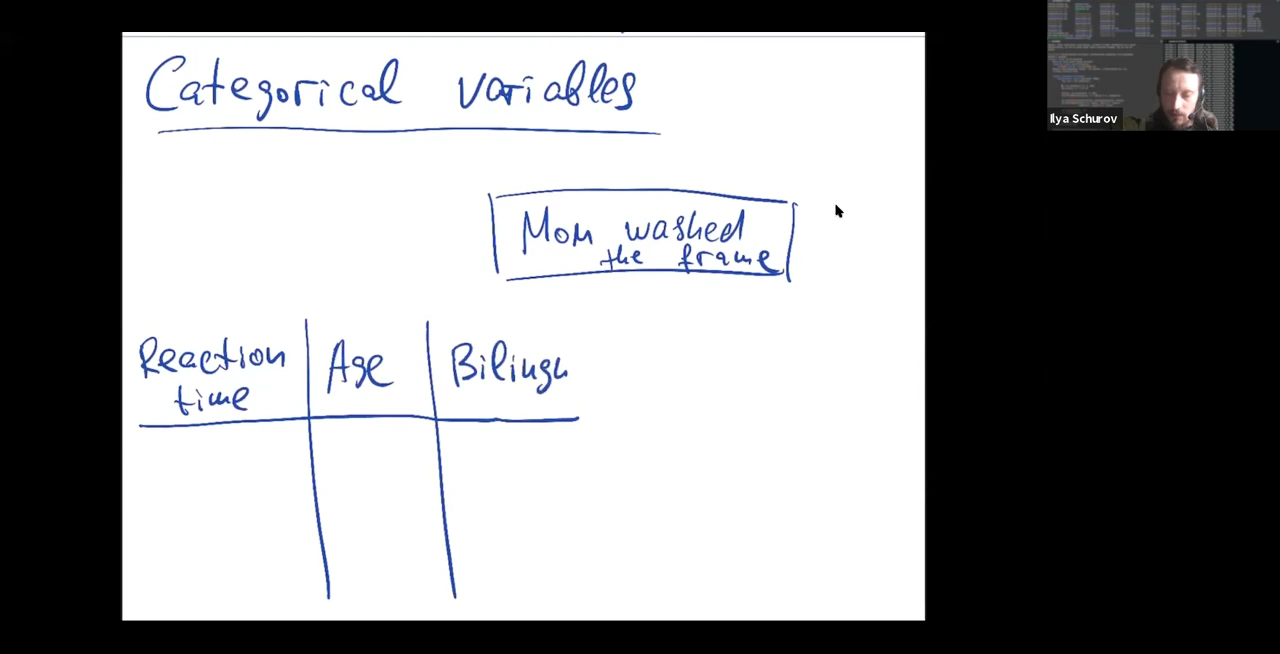 Categorical variables
Ilya Schurov
Mom washed
the frame
Reaction
time
Age
Bilingu